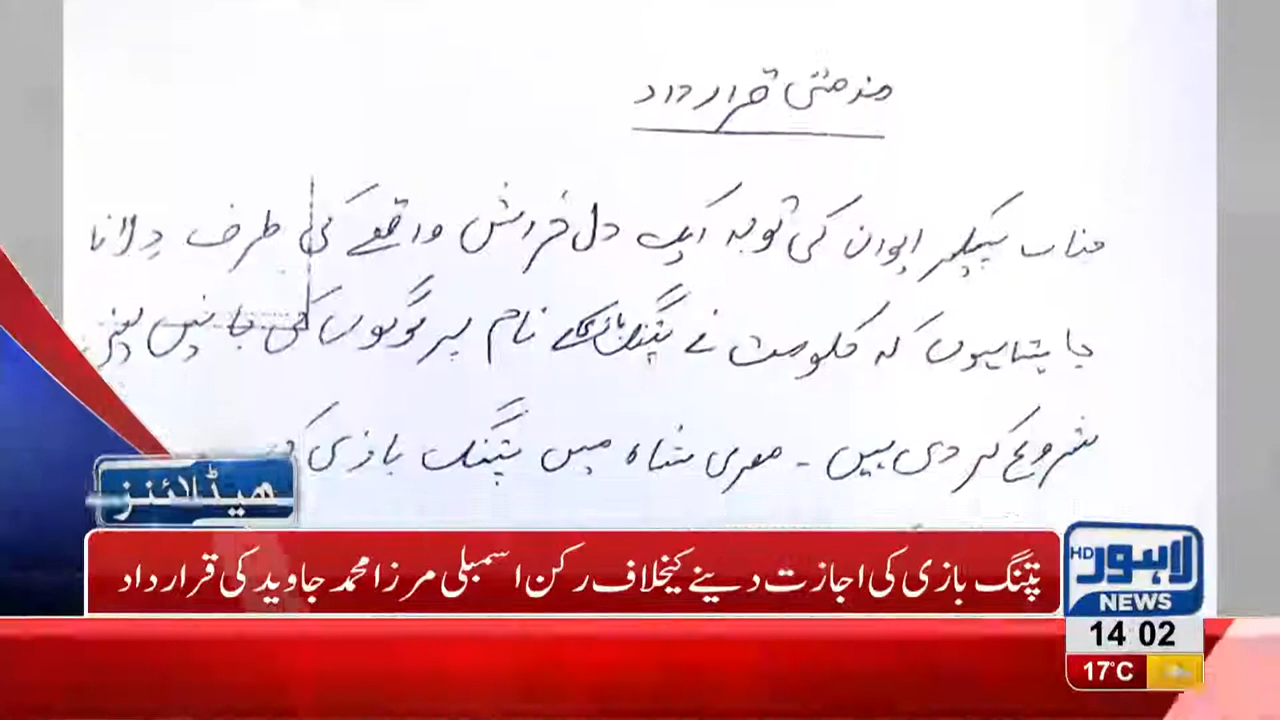 مذمتی قرارداد
جناب سپیکر ایوان کی توجہ ایک دل خراش واقعے کی طرف دلانا
چاہتا ہوں کہ حکومت نے پتنگ بازی کے نام پر لوگوں کی جانیں لینی
شروع کر دی ہیں ۔ مصری شاہ میں پتنگ بازی کی
ہیڈلائنز
پتنگ بازی کی اجازت دینے کیخلاف رکن اسمبلی مرزا محمد جاوید کی قرارداد
لاہور HD
NEWS
14 02
17°C